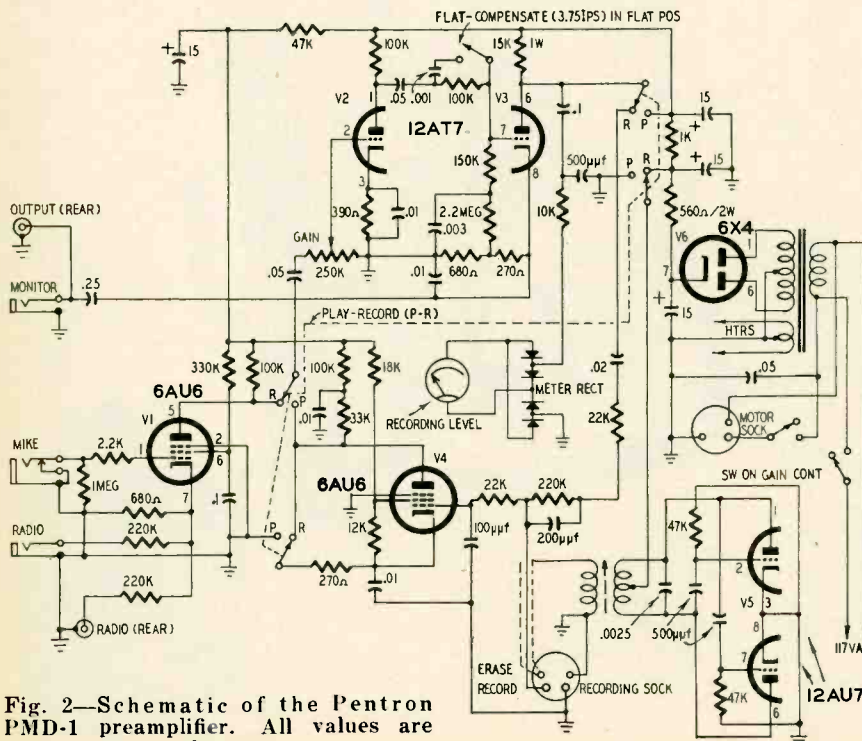 FLAT-COMPENSATE (3.75IPS) IN FLAT POS
+ 15
47K
100K
15K
1W
V2
1
.05
.001
100K
V3
6
12AT7
2
7
3
8
150K
390Ω
.01
2.2MEG
.003
.1
500μμf
10K
R P
P R
15
1K
15
560Ω/2W
6X4
V6
1
7
6
15
HTRS
.05
MOTOR
SOCK
OUTPUT (REAR)
MONITOR
.25
GAIN
.05
250K
.01
680Ω
270Ω
PLAY-RECORD (P-R)
330K
100K
100K
18K
R
P
.01
33K
RECORDING LEVEL
METER RECT
.02
22K
6AU6
V1
5
1
2
6
7
MIKE
2.2K
1MEG
680Ω
220K
RADIO
220K
RADIO (REAR)
.1
P
R
6AU6
V4
12K
270Ω
.01
22K
100μμf
220K
200μμf
SW ON GAIN CONT
47K
1
2
V5 3
8
7
6
47K
.0025
500μμf
12AU7
117VAC
ERASE
RECORD
RECORDING SOCK
Fig. 2—Schematic of the Pentron
PMD-1 preamplifier. All values are